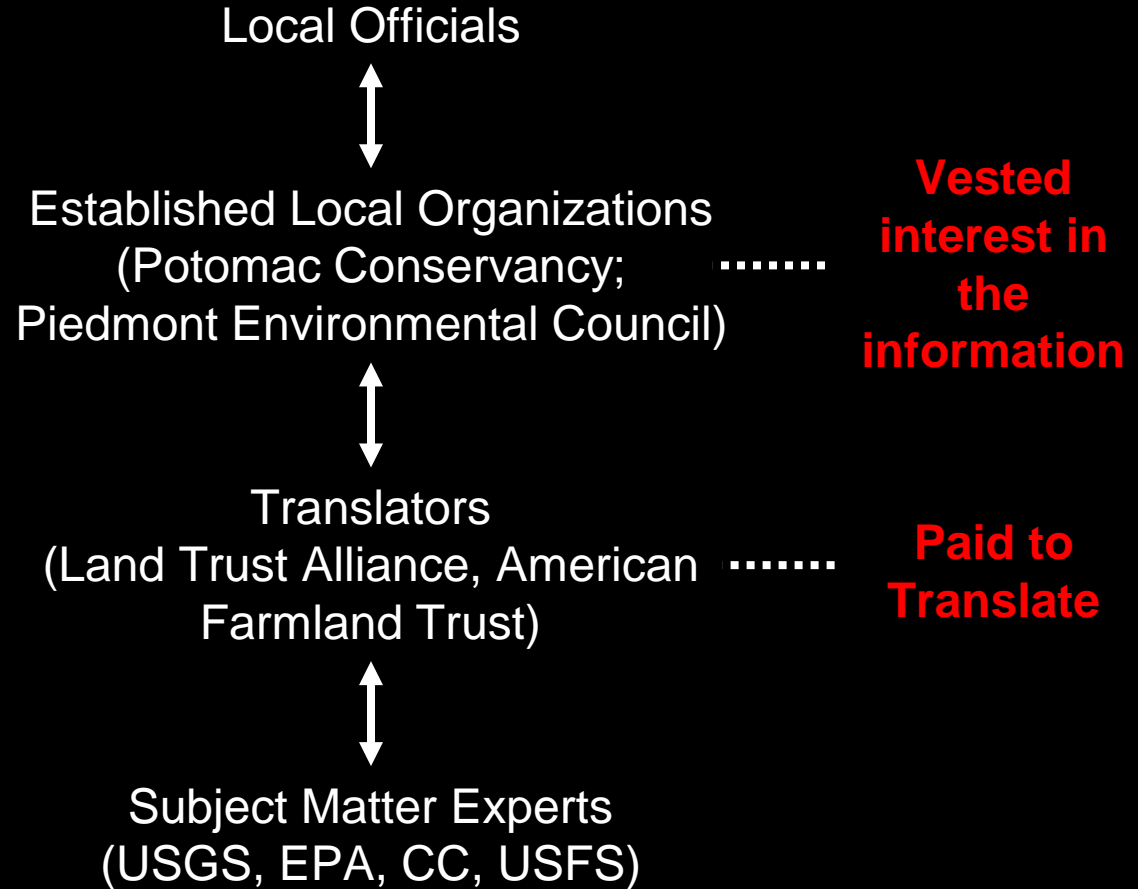 Local Officials
Established Local Organizations
(Potomac Conservancy;
Piedmont Environmental Council)
Vested
interest in
the
information
Translators
(Land Trust Alliance, American
Farmland Trust)
Paid to
Translate
Subject Matter Experts
(USGS, EPA, CC, USFS)